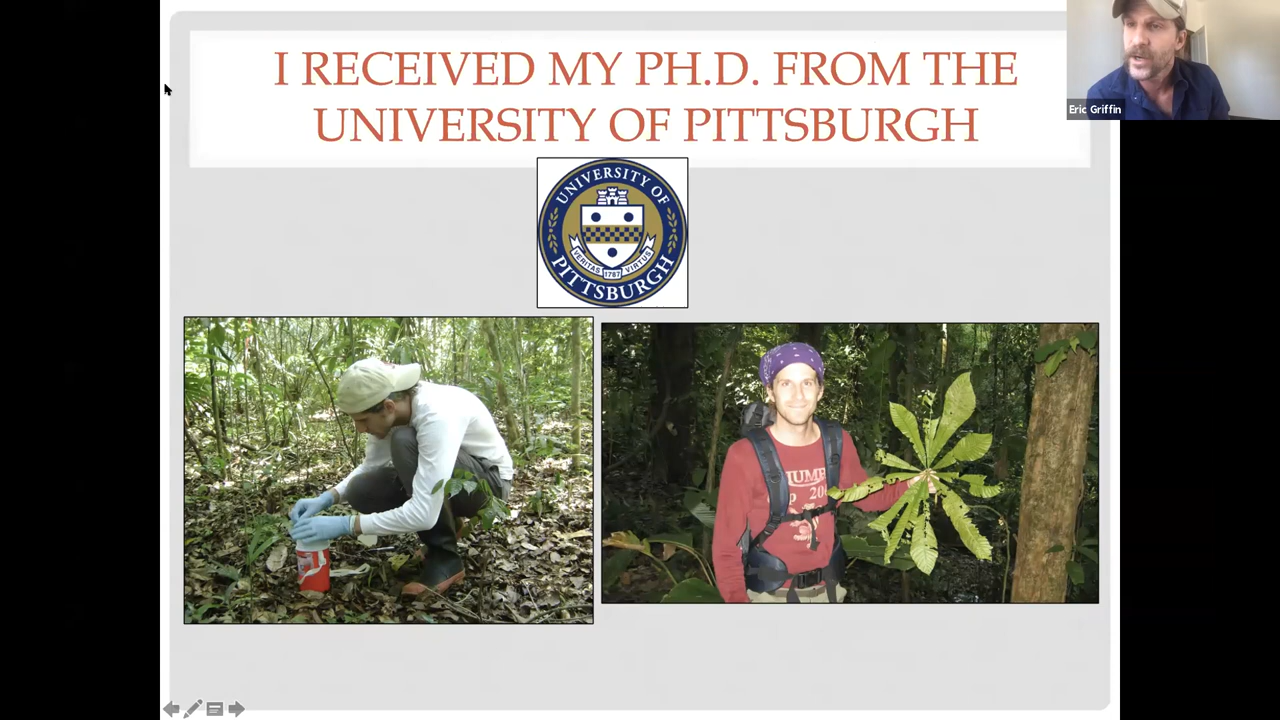 I RECEIVED MY PH.D. FROM THE
UNIVERSITY OF PITTSBURGH
Eric Griffin
UNIVERSITY OF
VERITAS 1787 VIRTUS
PITTSBURGH